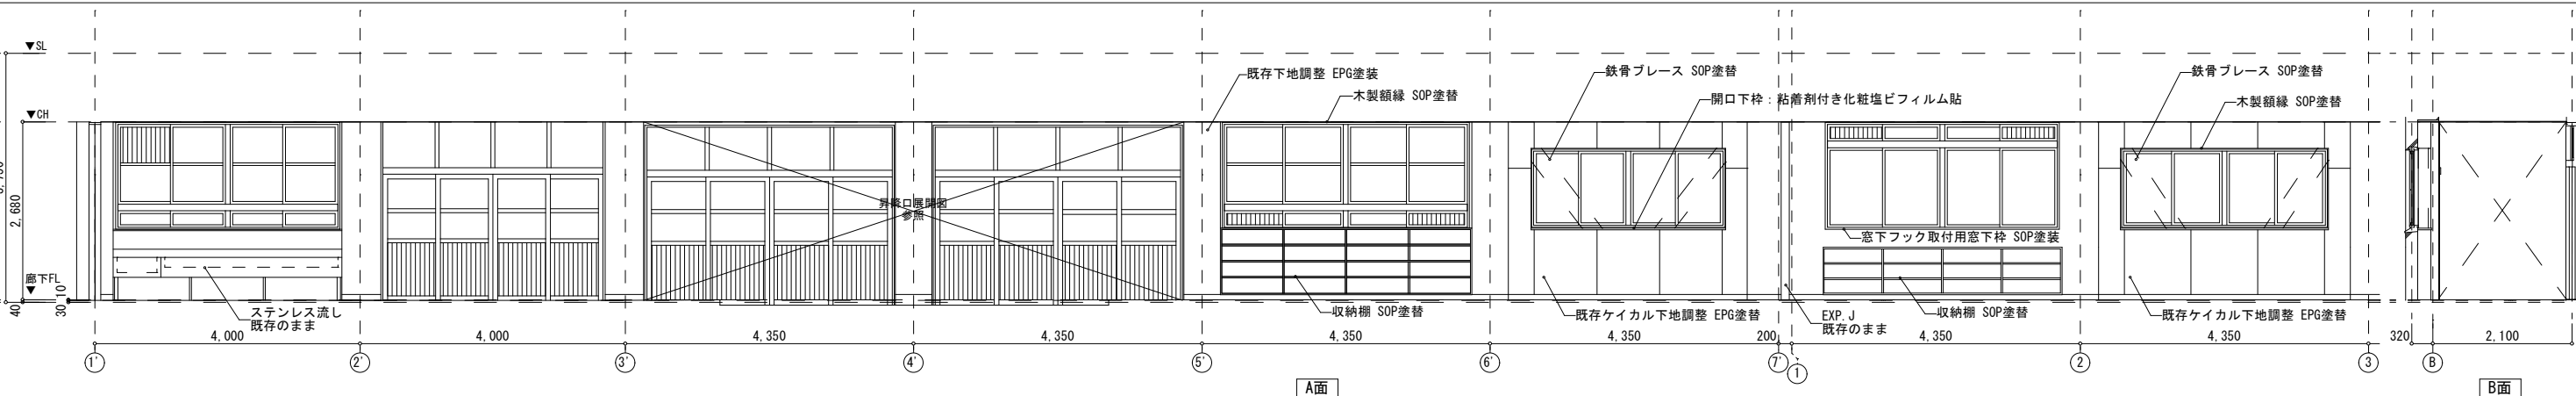 ▼SL
既存下地調整 EPG塗装
鉄骨ブレース SOP塗替
鉄骨ブレース SOP塗替
木製額縁 SOP塗替
開口下枠：粘着剤付き化粧塩ビフィルム貼
木製額縁 SOP塗替
▼CH
2,680
昇降口展開図
参照
窓下フック取付用窓下枠 SOP塗装
廊下FL
▼
40
30
10
ステンレス流し
既存のまま
収納棚 SOP塗替
既存ケイカル下地調整 EPG塗替
EXP.J
既存のまま
収納棚 SOP塗替
既存ケイカル下地調整 EPG塗替
4,000
4,000
4,350
4,350
4,350
4,350
200
4,350
4,350
320
2,100
1'
2'
3'
4'
5'
6'
7'
1
2
3
B
A面
B面